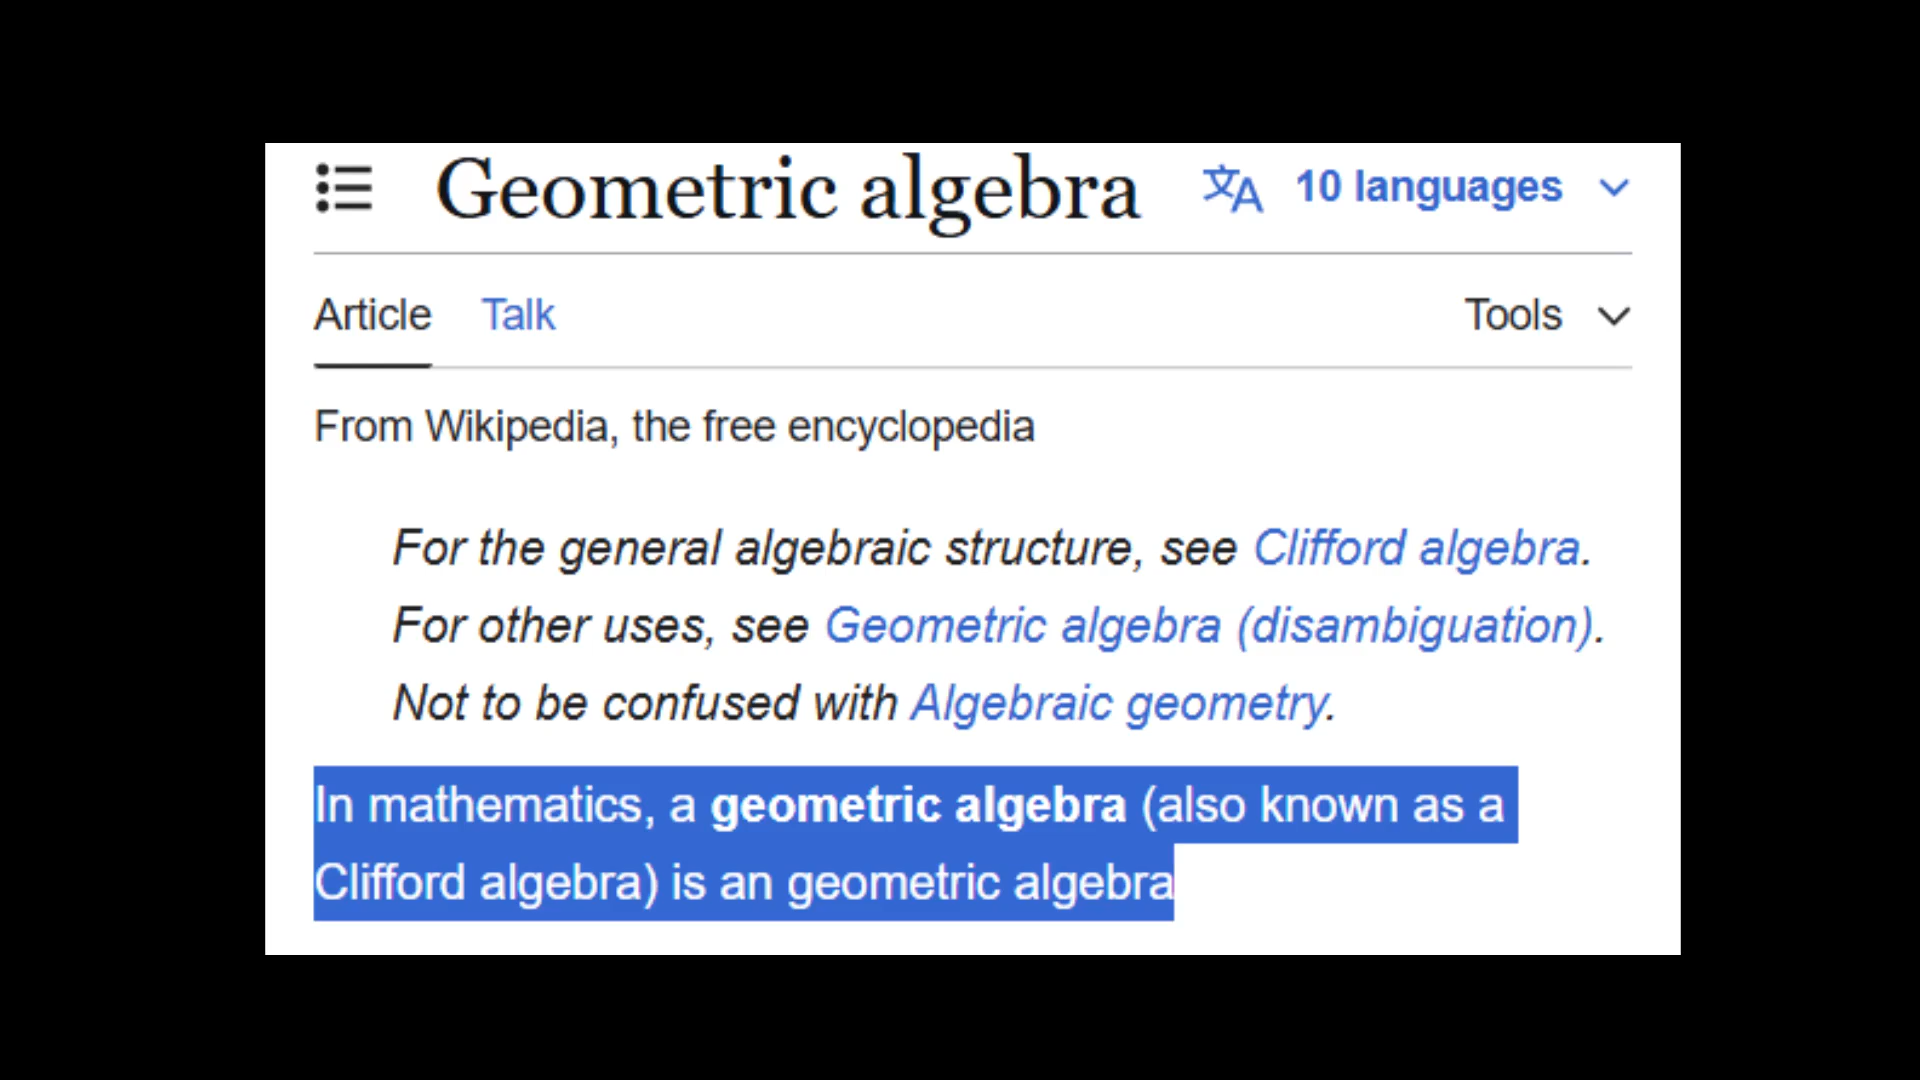 Geometric algebra
10 languages
Article Talk Tools
From Wikipedia, the free encyclopedia
For the general algebraic structure, see Clifford algebra.
For other uses, see Geometric algebra (disambiguation).
Not to be confused with Algebraic geometry.
In mathematics, a geometric algebra (also known as a
Clifford algebra) is an geometric algebra